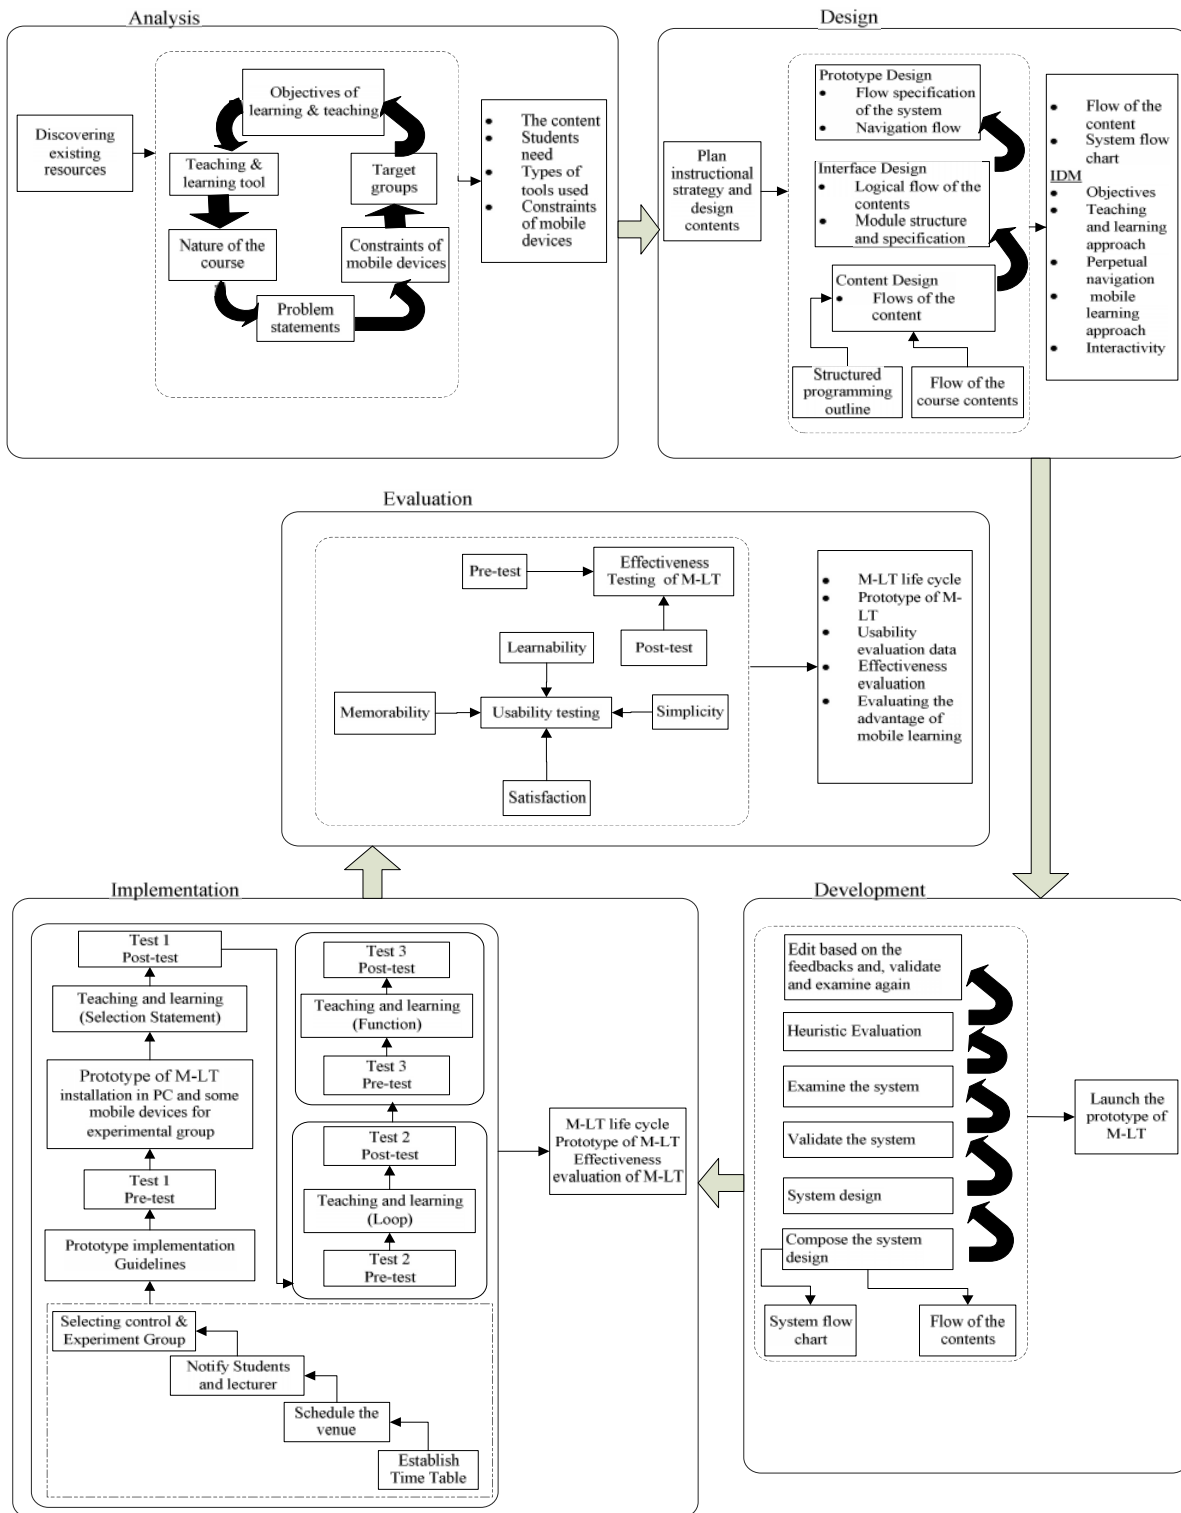 Analysis
Discovering
existing
resources
Objectives of
learning & teaching
Teaching &
learning tool
Nature of the
course
Problem
statements
Constraints of
mobile devices
Target
groups
• The content
• Students
need
• Types of
tools used
• Constraints
of mobile
devices
Design
Plan
instructional
strategy and
design
contents
Prototype Design
• Flow specification
of the system
• Navigation flow
Interface Design
• Logical flow of the
contents
• Module structure
and specification
Content Design
• Flows of the
content
Structured
programming
outline
Flow of the
course contents
• Flow of the
content
• System flow
chart
IDM
• Objectives
• Teaching
and learning
approach
• Perpetual
navigation
• mobile
learning
approach
• Interactivity
Evaluation
Pre-test
Effectiveness
Testing of M-LT
Post-test
Learnability
Memorability
Usability testing
Simplicity
Satisfaction
• M-LT life cycle
• Prototype of M-
LT
• Usability
evaluation data
• Effectiveness
evaluation
• Evaluating the
advantage of
mobile learning
Implementation
Test 1
Post-test
Teaching and learning
(Selection Statement)
Prototype of M-LT
installation in PC and some
mobile devices for
experimental group
Test 1
Pre-test
Prototype implementation
Guidelines
Selecting control &
Experiment Group
Notify Students
and lecturer
Schedule the
venue
Establish
Time Table
Test 3
Post-test
Teaching and learning
(Function)
Test 3
Pre-test
Test 2
Post-test
Teaching and learning
(Loop)
Test 2
Pre-test
M-LT life cycle
Prototype of M-LT
Effectiveness
evaluation of M-LT
Development
Edit based on the
feedbacks and, validate
and examine again
Heuristic Evaluation
Examine the system
Validate the system
System design
Compose the system
design
System flow
chart
Flow of the
contents
Launch the
prototype of
M-LT